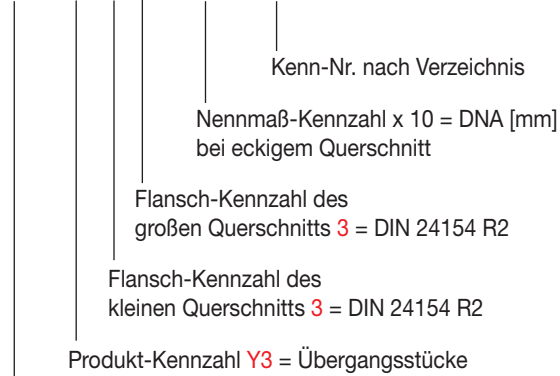 Kenn-Nr. nach Verzeichnis
Nennmaß-Kennzahl x 10 = DNA [mm]
bei eckigem Querschnitt
Flansch-Kennzahl des
großen Querschnitts 3 = DIN 24154 R2
Flansch-Kennzahl des
kleinen Querschnitts 3 = DIN 24154 R2
Produkt-Kennzahl Y3 = Übergangsstücke